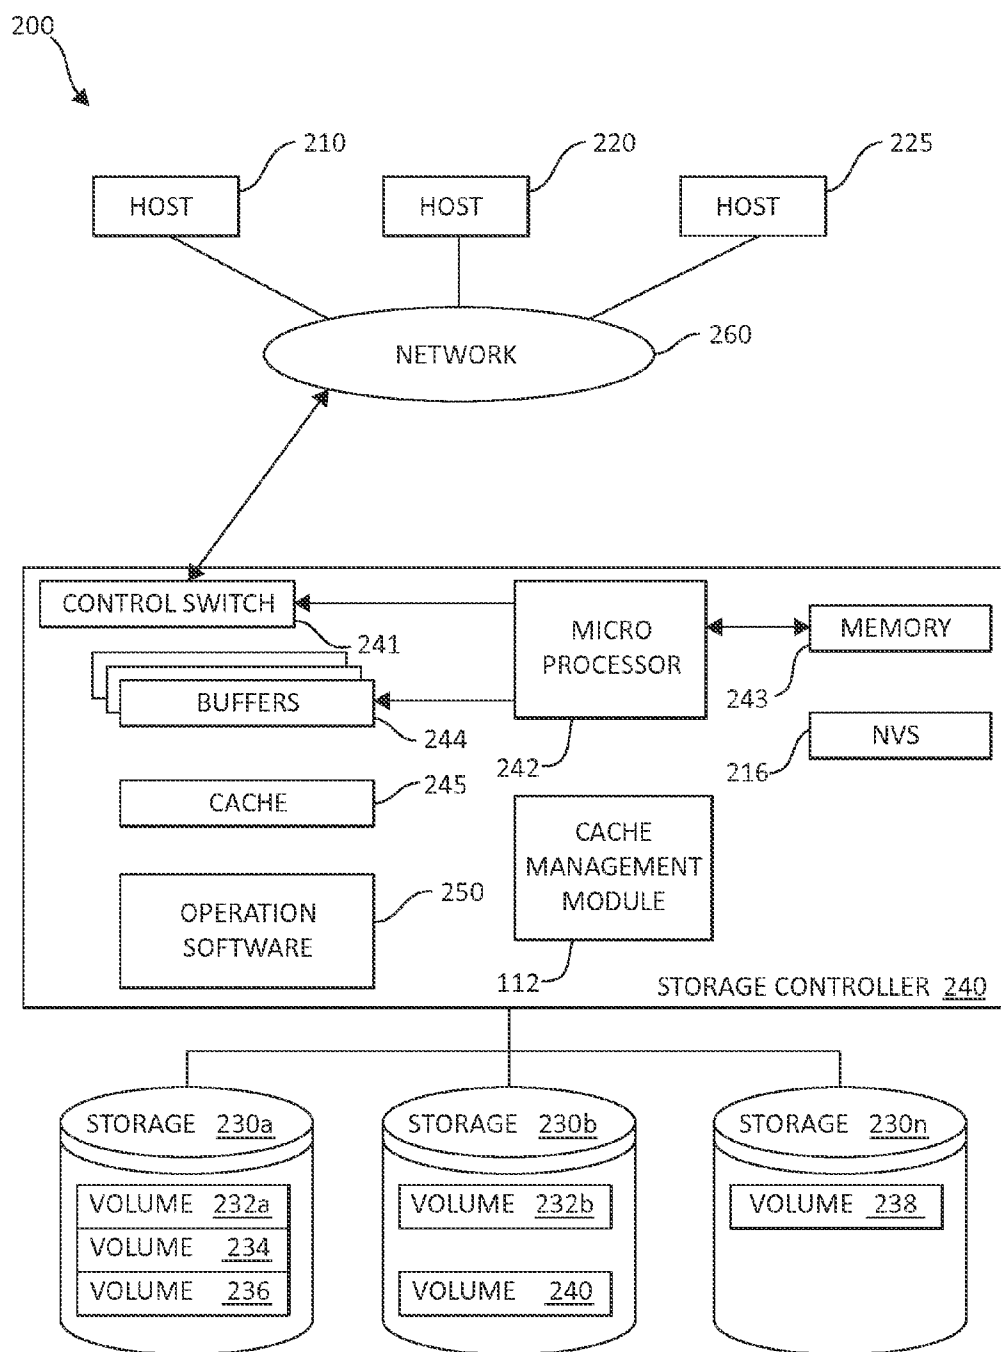 200
210
220
225
HOST
HOST
HOST
NETWORK
260
CONTROL SWITCH
241
MICRO
PROCESSOR
242
MEMORY
243
BUFFERS
244
NVS
216
CACHE
245
CACHE
MANAGEMENT
MODULE
112
OPERATION
SOFTWARE
250
STORAGE CONTROLLER 240
STORAGE 230a
STORAGE 230b
STORAGE 230n
VOLUME 232a
VOLUME 234
VOLUME 236
VOLUME 232b
VOLUME 240
VOLUME 238